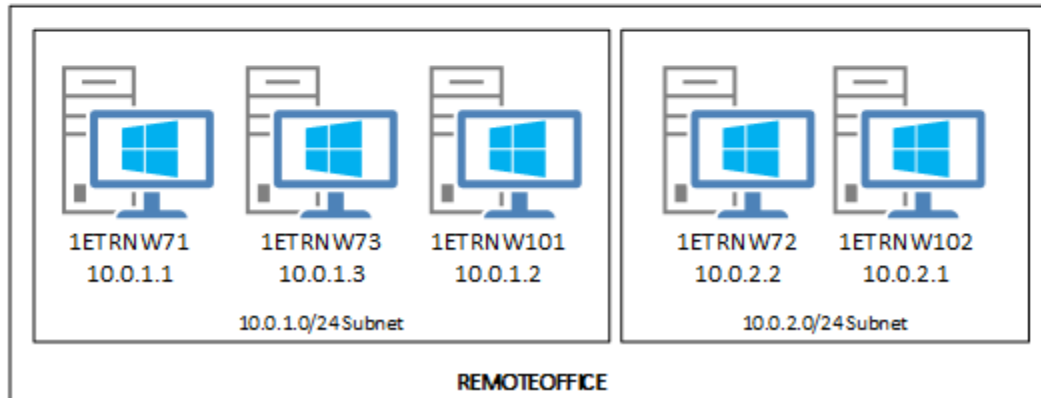 1ETRNW71
10.0.1.1
1ETRNW73
10.0.1.3
1ETRNW101
10.0.1.2
10.0.1.0/24 Subnet
1ETRNW72
10.0.2.2
1ETRNW102
10.0.2.1
10.0.2.0/24 Subnet
REMOTEOFFICE